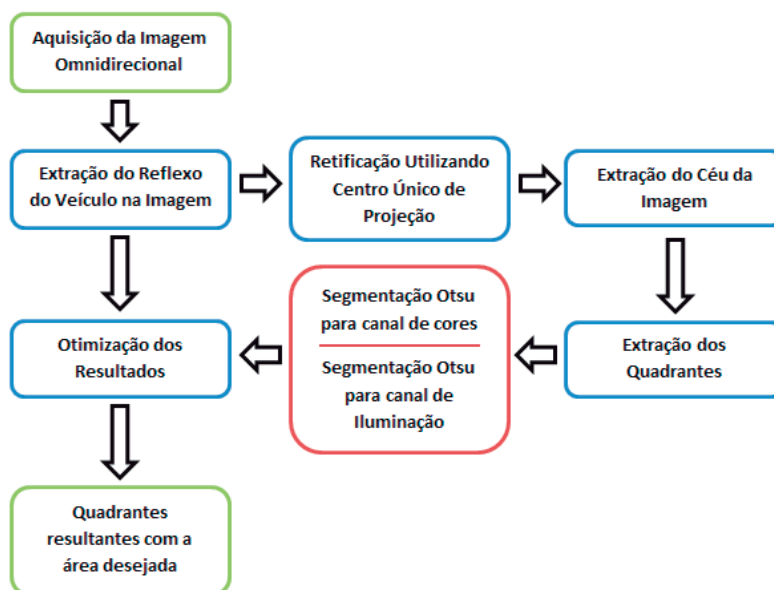 Aquisição da Imagem
Omnidirecional
Extração do Reflexo
do Veículo na Imagem
Retificação Utilizando
Centro Único de
Projeção
Extração do Céu da
Imagem
Extração dos
Quadrantes
Segmentação Otsu
para canal de cores
Segmentação Otsu
para canal de
Iluminação
Otimização dos
Resultados
Quadrantes
resultantes com a
área desejada